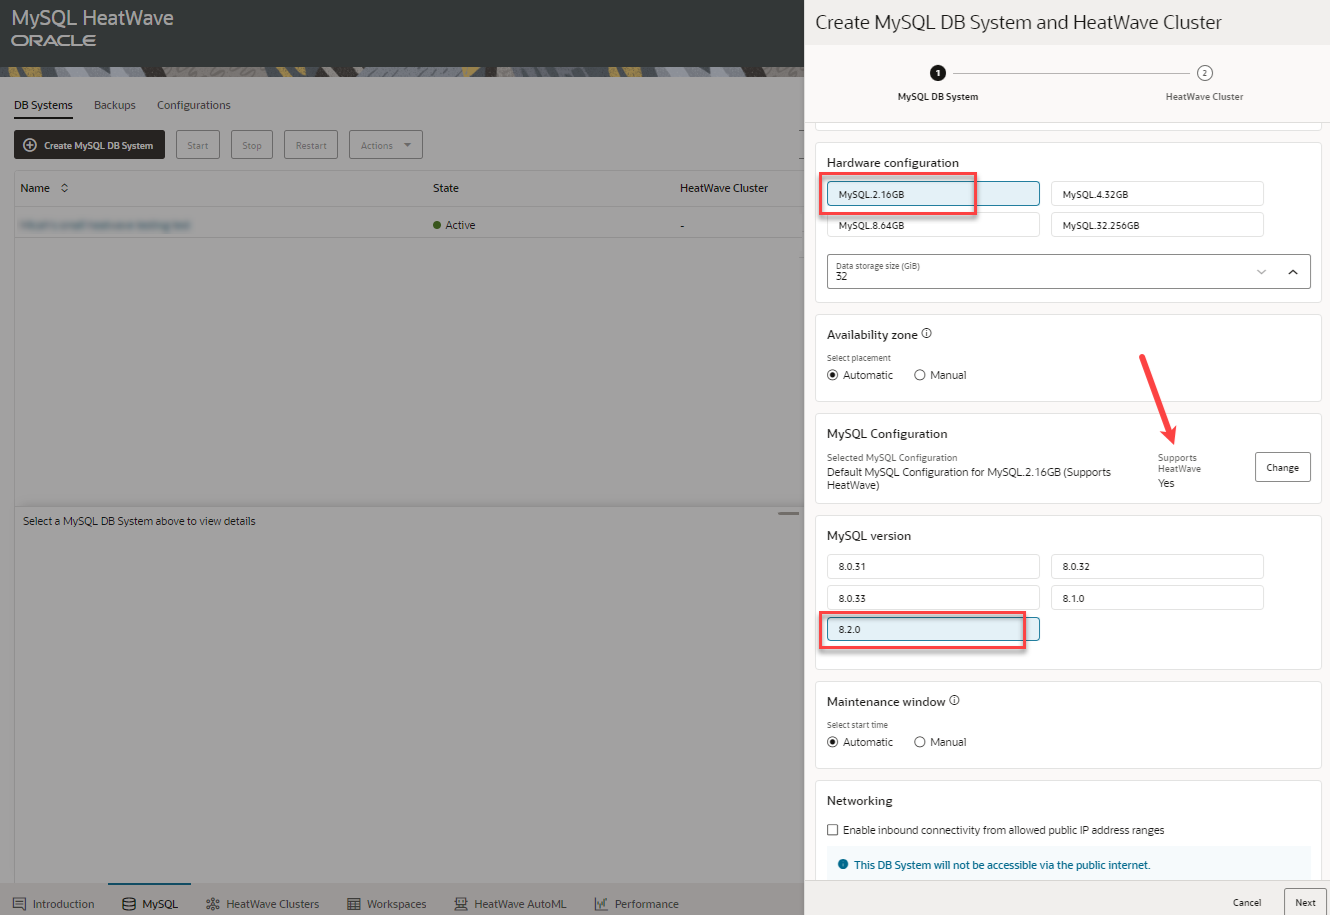 MySQL HeatWave
ORACLE
DB Systems Backups Configurations
Create MySQL DB System Start Stop Restart Actions
Name State HeatWave Cluster
Active -
Select a MySQL DB System above to view details
Introduction MySQL HeatWave Clusters Workspaces HeatWave AutoML Performance
Create MySQL DB System and HeatWave Cluster
1 2
MySQL DB System HeatWave Cluster
Hardware configuration
MySQL.2.16GB MySQL.4.32GB
MySQL.8.64GB MySQL.32.256GB
Data storage size (GiB)
32
Availability zone
Select placement
Automatic Manual
MySQL Configuration
Selected MySQL Configuration
Default MySQL Configuration for MySQL.2.16GB (Supports
HeatWave)
Supports
HeatWave
Yes
Change
MySQL version
8.0.31 8.0.32
8.0.33 8.1.0
8.2.0
Maintenance window
Select start time
Automatic Manual
Networking
Enable inbound connectivity from allowed public IP address ranges
This DB System will not be accessible via the public internet.
Cancel Next